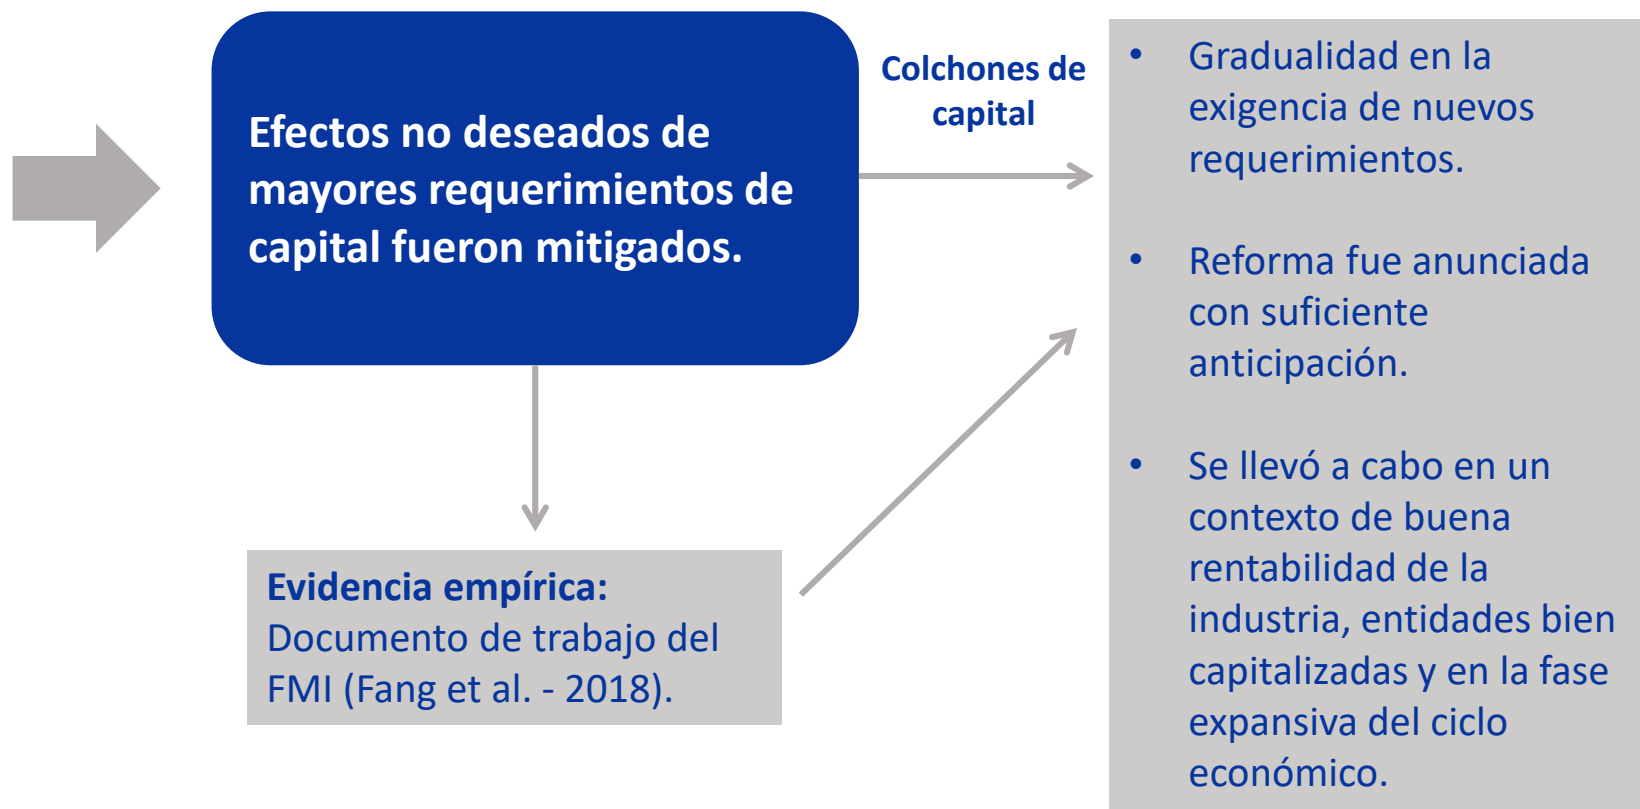 Efectos no deseados de
mayores requerimientos de
capital fueron mitigados.
Colchones de
capital
• Gradualidad en la
exigencia de nuevos
requerimientos.
• Reforma fue anunciada
con suficiente
anticipación.
• Se llevó a cabo en un
contexto de buena
rentabilidad de la
industria, entidades bien
capitalizadas y en la fase
expansiva del ciclo
económico.
Evidencia empírica:
Documento de trabajo del
FMI (Fang et al. - 2018).